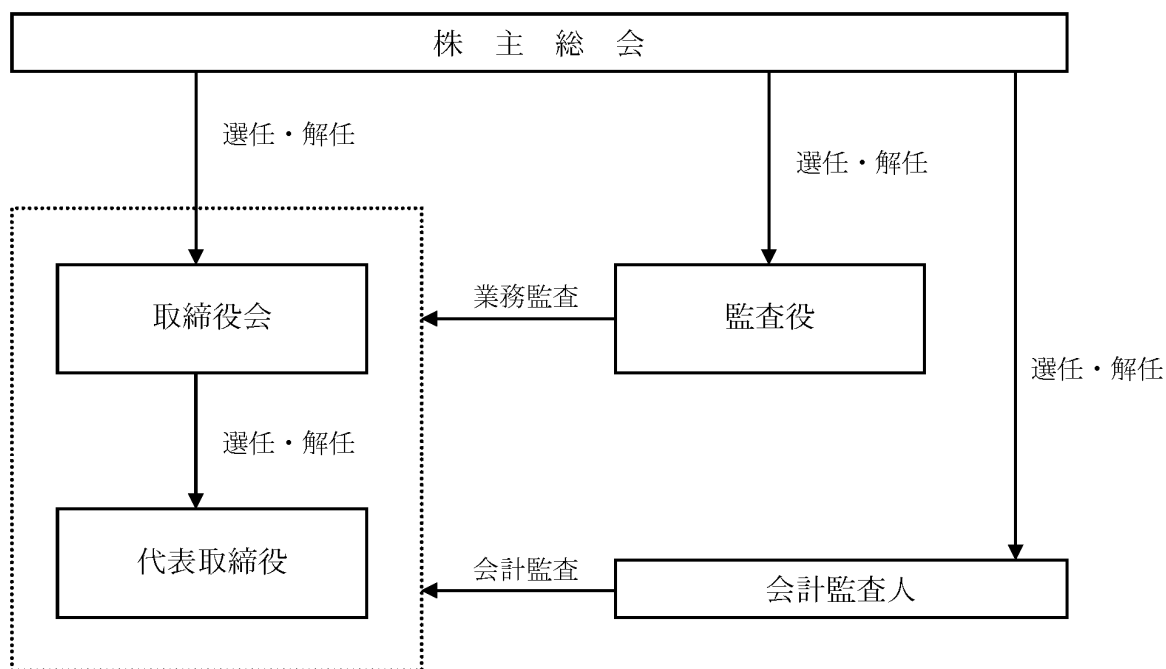 株 主 総 会
選任・解任
選任・解任
業務監査
取締役会
監査役
選任・解任
選任・解任
代表取締役
会計監査
会計監査人